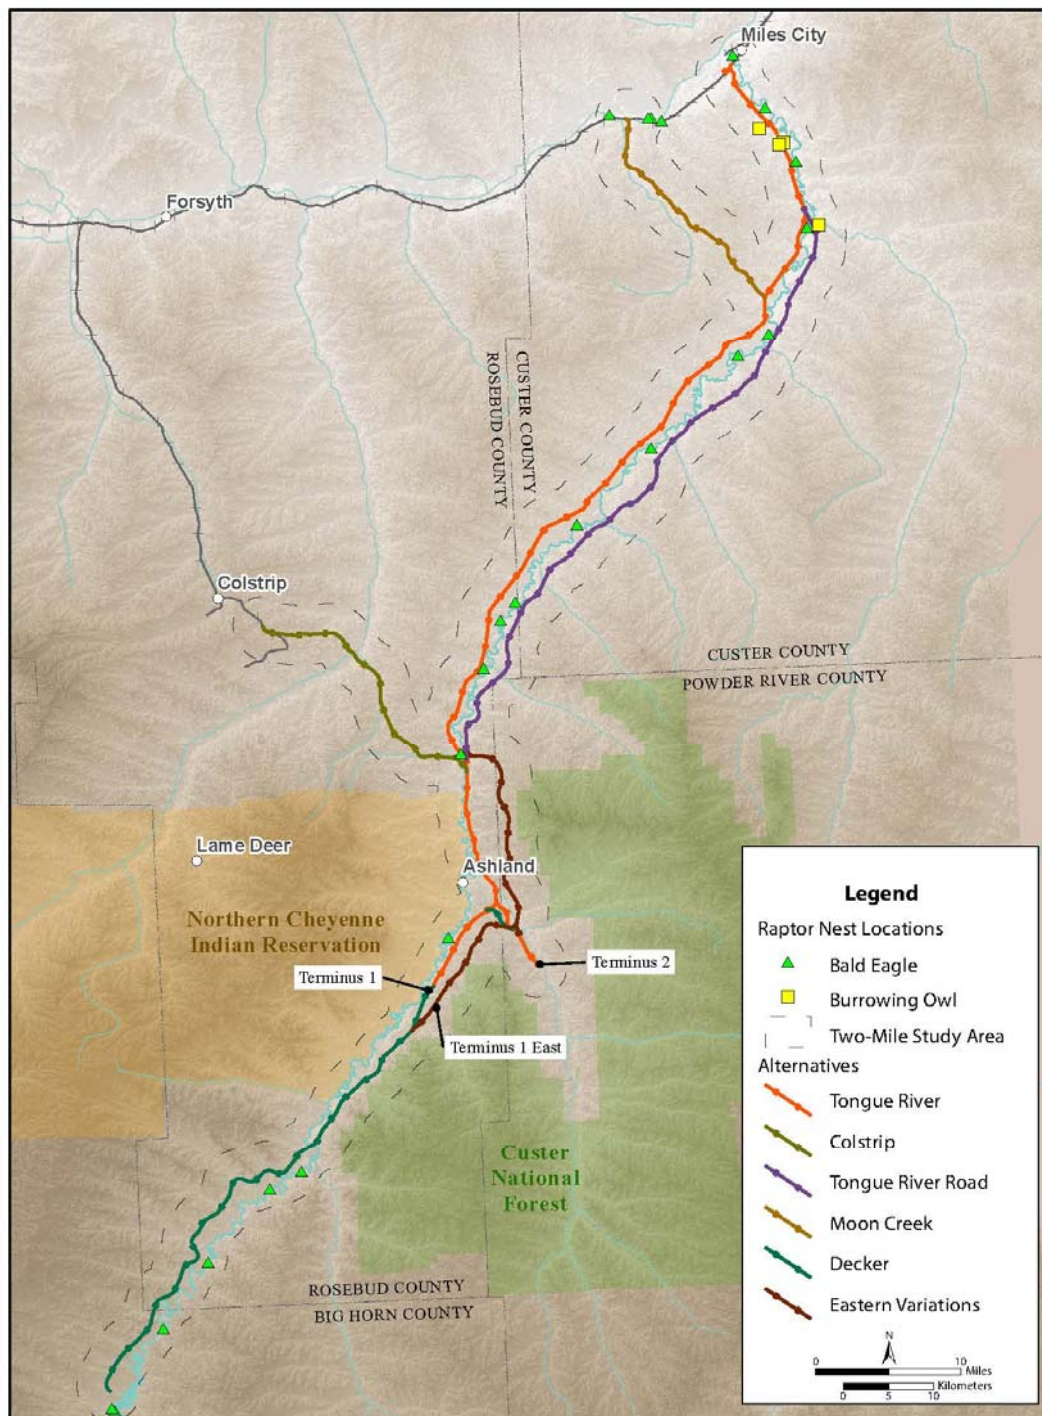 Miles City
Forsyth
CUSTER COUNTY
ROSEBUD COUNTY
Colstrip
CUSTER COUNTY
POWDER RIVER COUNTY
Lame Deer
Ashland
Northern Cheyenne
Indian Reservation
Terminus 1
Terminus 2
Terminus 1 East
Custer
National
Forest
ROSEBUD COUNTY
BIG HORN COUNTY
Legend
Raptor Nest Locations
Bald Eagle
Burrowing Owl
Two-Mile Study Area
Alternatives
Tongue River
Colstrip
Tongue River Road
Moon Creek
Decker
Eastern Variations
N
0 10
Miles
Kilometers
0 5 10